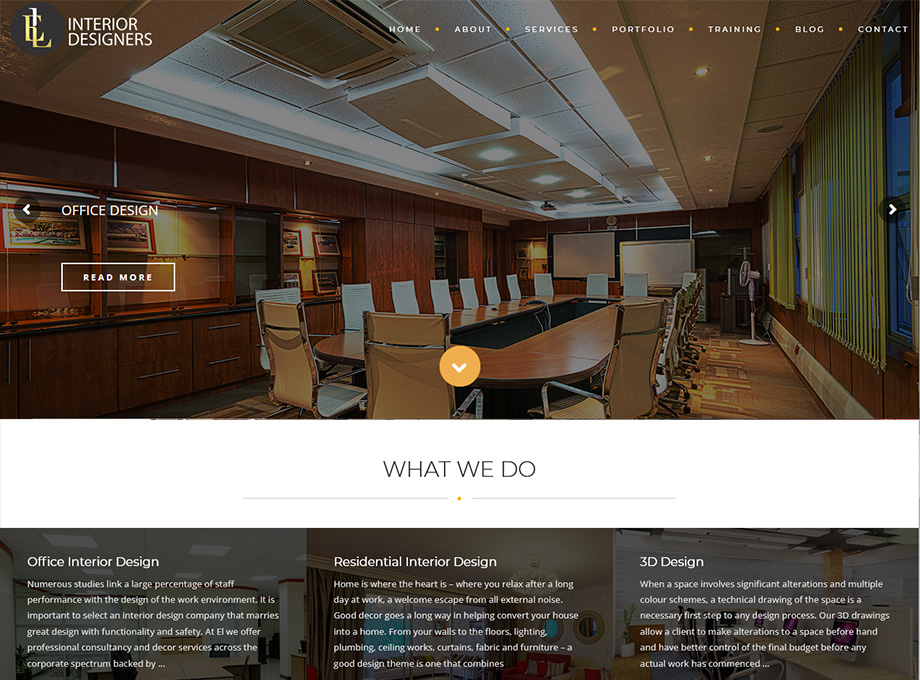 EL INTERIOR
DESIGNERS
HOME ABOUT SERVICES PORTFOLIO TRAINING BLOG CONTACT
OFFICE DESIGN
READ MORE
WHAT WE DO
Office Interior Design
Numerous studies link a large percentage of staff
performance with the design of the work environment. It is
important to select an interior design company that marries
great design with functionality and safety. At El we offer
professional consultancy and decor services across the
corporate spectrum backed by ...
Residential Interior Design
Home is where the heart is – where you relax after a long
day at work, a welcome escape from all external noise.
Good decor goes a long way in helping convert your house
into a home. From your walls to the floors, lighting,
plumbing, ceiling works, curtains, fabric and furniture – a
good design theme is one that combines
3D Design
When a space involves significant alterations and multiple
colour schemes, a technical drawing of the space is a
necessary first step to any design process. Our 3D drawings
allow a client to make alterations to a space before hand
and have better control of the final budget before any
actual work has commenced ...